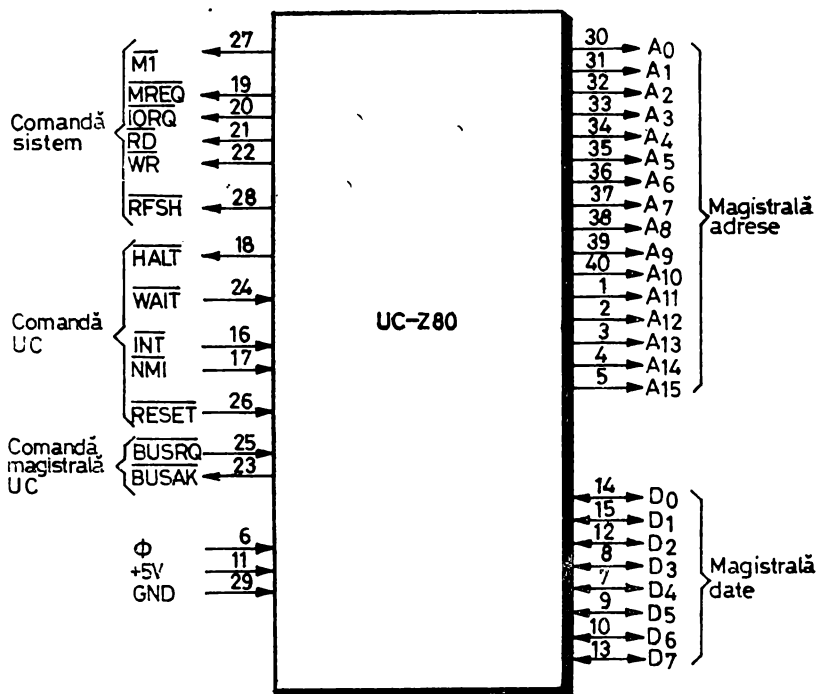 27
M1
19
MREQ
20
IORQ
21
RD
22
WR
28
RFSH
Comandă
sistem
18
HALT
24
WAIT
16
INT
17
NMI
26
RESET
Comandă
UC
25
BUSRQ
23
BUSAK
Comandă
magistrală
UC
6
Φ
11
+5V
29
GND
UC-Z80
30 A0
31 A1
32 A2
33 A3
34 A4
35 A5
36 A6
37 A7
38 A8
39 A9
40 A10
1 A11
2 A12
3 A13
4 A14
5 A15
Magistrală
adrese
14 D0
15 D1
12 D2
8 D3
7 D4
9 D5
10 D6
13 D7
Magistrală
date